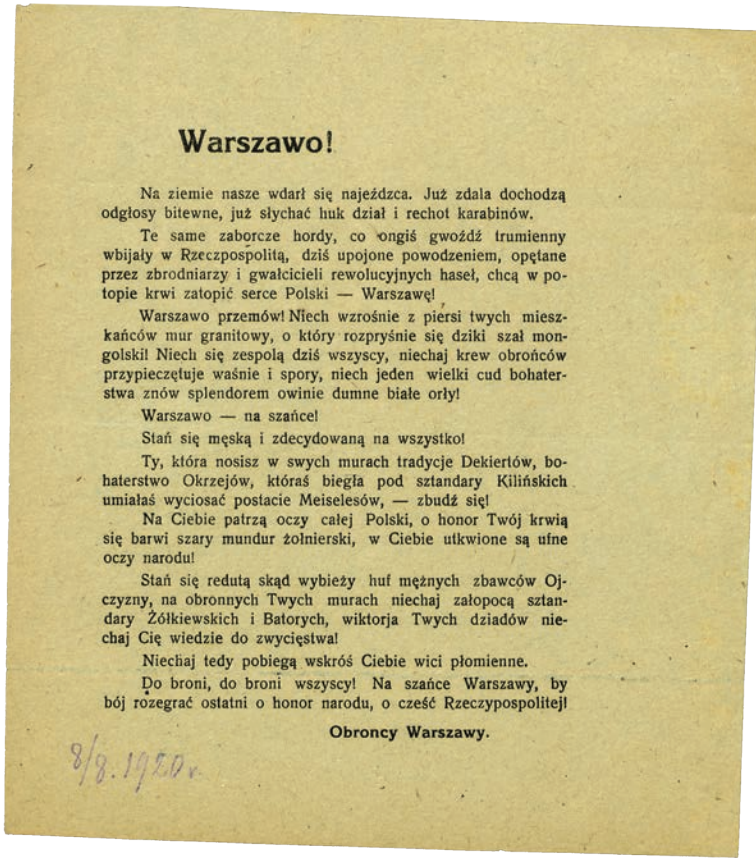 Warszawo!
Na ziemie nasze wdarł się najeźdzca. Już zdala dochodzą
odgłosy bitewne, już słychać huk dział i rechot karabinów.
Te same zaborcze hordy, co ongiś gwoźdź trumienny
wbijały w Rzeczpospolitą, dziś upojone powodzeniem, opętane
przez zbrodniarzy i gwałcicieli rewolucyjnych haseł, chcą w po-
topie krwi zatopić serce Polski — Warszawę!
Warszawo przemów! Niech wzrośnie z piersi twych miesz-
kańców mur granitowy, o który rozpryśnie się dziki szał mon-
golski! Niech się zespolą dziś wszyscy, niechaj krew obrońców
przypieczętuje waśnie i spory, niech jeden wielki cud bohater-
stwa znów splendorem owinie dumne białe orły!
Warszawo — na szańce!
Stań się męską i zdecydowaną na wszystko!
Ty, która nosisz w swych murach tradycje Dekiertów, bo-
haterstwo Okrzejów, któraś biegła pod sztandary Kilińskich
umiałaś wyciosać postacie Meiselesów, — zbudź się!
Na Ciebie patrzą oczy całej Polski, o honor Twój krwią
się barwi szary mundur żołnierski, w Ciebie utkwione są ufne
oczy narodu!
Stań się redutą skąd wybieży huf mężnych zbawców Oj-
czyzny, na obronnych Twych murach niechaj załopocą sztan-
dary Żółkiewskich i Batorych, wiktorja Twych dziadów nie-
chaj Cię wiedzie do zwycięstwa!
Niechaj tedy pobiegą wskróś Ciebie wici płomienne.
Do broni, do broni wszyscy! Na szańce Warszawy, by
bój rozegrać ostatni o honor narodu, o cześć Rzeczypospolitej!
Obroncy Warszawy.
8/8. 1920 r.